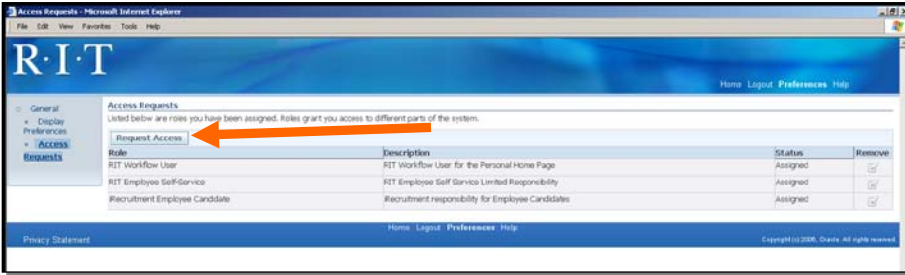 Access Requests - Microsoft Internet Explorer
File Edit View Favorites Tools Help
R·I·T
Home Logout Preferences Help
General
Display Preferences
Access Requests
Access Requests
Listed below are roles you have been assigned. Roles grant you access to different parts of the system.
Request Access
Role Description Status Remove
RIT Workflow User RIT Workflow User for the Personal Home Page Assigned
RIT Employee Self-Service RIT Employee Self Service Limited Responsibility Assigned
iRecruitment Employee Candidate iRecruitment responsibility for Employee Candidates Assigned
Home Logout Preferences Help
Privacy Statement
Copyright (c) 2006, Oracle. All rights reserved.